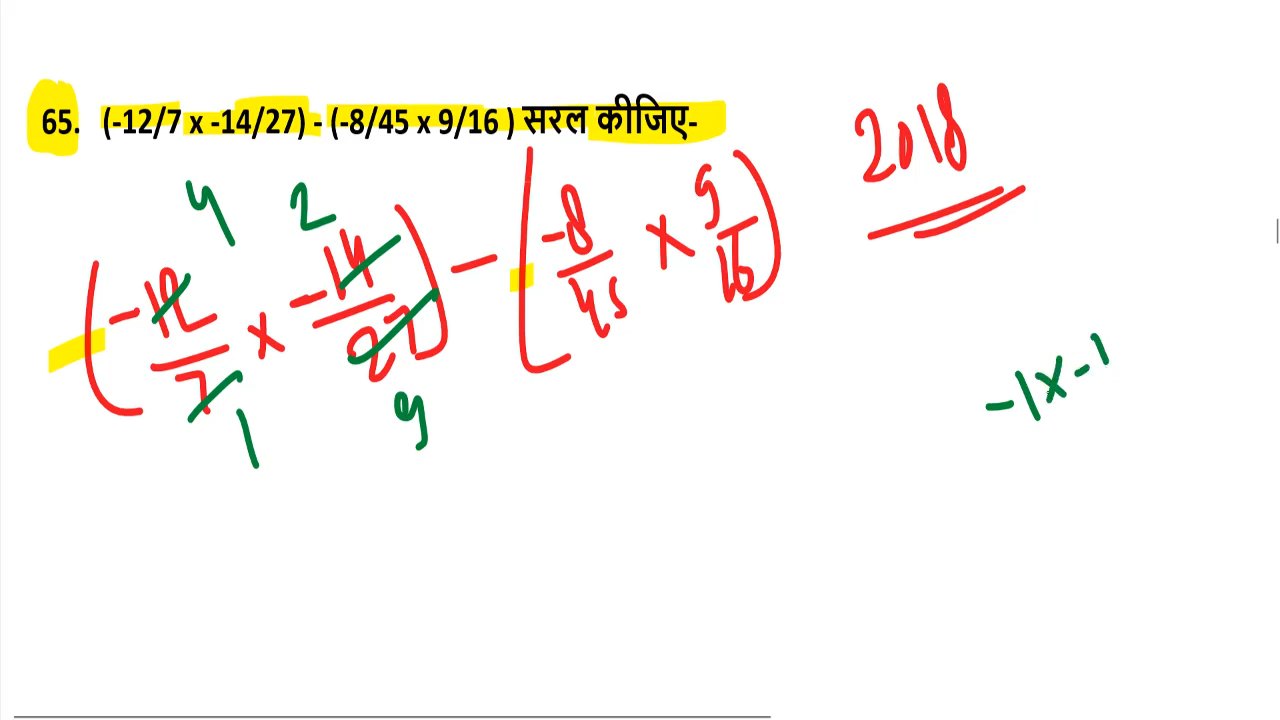 65. (-12/7 x -14/27) - (-8/45 x 9/16 ) सरल कीजिए-
2018
4 2
(-12/7 x -14/27) - (-8/45 x 9/16)
1 9
-1 x -1